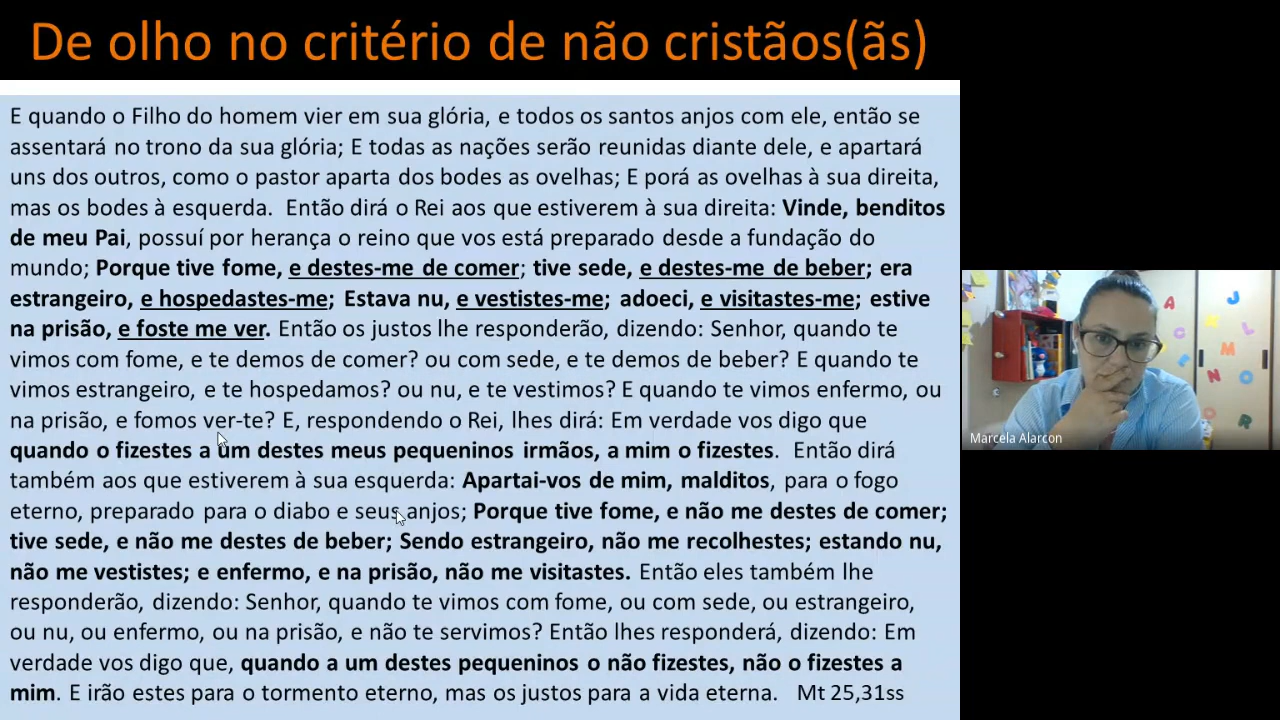 De olho no critério de não cristãos(ãs)
E quando o Filho do homem vier em sua glória, e todos os santos anjos com ele, então se
assentará no trono da sua glória; E todas as nações serão reunidas diante dele, e apartará
uns dos outros, como o pastor aparta dos bodes as ovelhas; E porá as ovelhas à sua direita,
mas os bodes à esquerda. Então dirá o Rei aos que estiverem à sua direita: Vinde, benditos
de meu Pai, possuí por herança o reino que vos está preparado desde a fundação do
mundo; Porque tive fome, e destes-me de comer; tive sede, e destes-me de beber; era
estrangeiro, e hospedastes-me; Estava nu, e vestistes-me; adoeci, e visitastes-me; estive
na prisão, e foste me ver. Então os justos lhe responderão, dizendo: Senhor, quando te
vimos com fome, e te demos de comer? ou com sede, e te demos de beber? E quando te
vimos estrangeiro, e te hospedamos? ou nu, e te vestimos? E quando te vimos enfermo, ou
na prisão, e fomos ver-te? E, respondendo o Rei, lhes dirá: Em verdade vos digo que
quando o fizestes a um destes meus pequeninos irmãos, a mim o fizestes. Então dirá
também aos que estiverem à sua esquerda: Apartai-vos de mim, malditos, para o fogo
eterno, preparado para o diabo e seus anjos; Porque tive fome, e não me destes de comer;
tive sede, e não me destes de beber; Sendo estrangeiro, não me recolhestes; estando nu,
não me vestistes; e enfermo, e na prisão, não me visitastes. Então eles também lhe
responderão, dizendo: Senhor, quando te vimos com fome, ou com sede, ou estrangeiro,
ou nu, ou enfermo, ou na prisão, e não te servimos? Então lhes responderá, dizendo: Em
verdade vos digo que, quando a um destes pequeninos o não fizestes, não o fizestes a
mim. E irão estes para o tormento eterno, mas os justos para a vida eterna. Mt 25,31ss
Marcela Alarcon